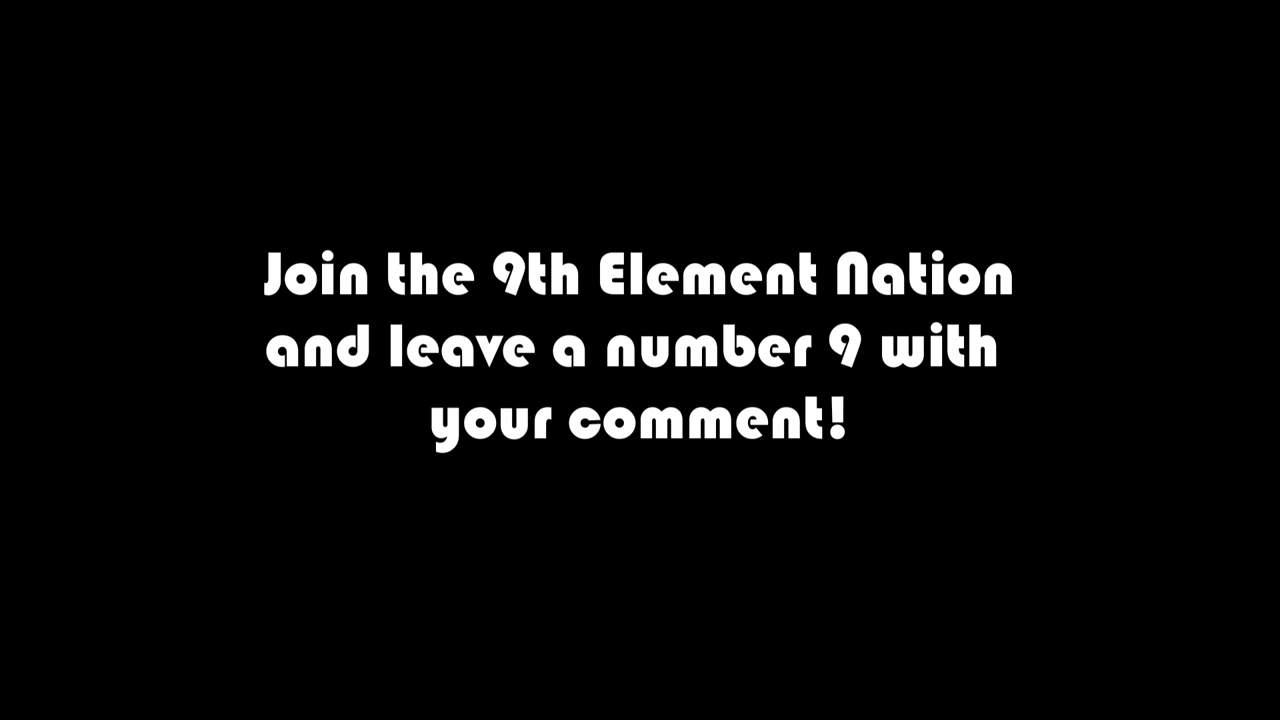 Join the 9th Element Nation
and leave a number 9 with
your comment!